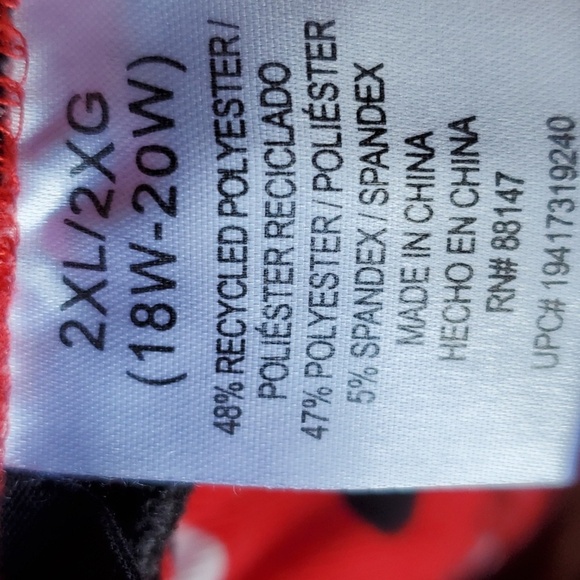 2XL/2XG
(18W-20W)
48% RECYCLED POLYESTER /
POLIÉSTER RECICLADO
47% POLYESTER / POLIÉSTER
5% SPANDEX / SPANDEX
MADE IN CHINA
HECHO EN CHINA
RN# 88147
UPC# 19417319240